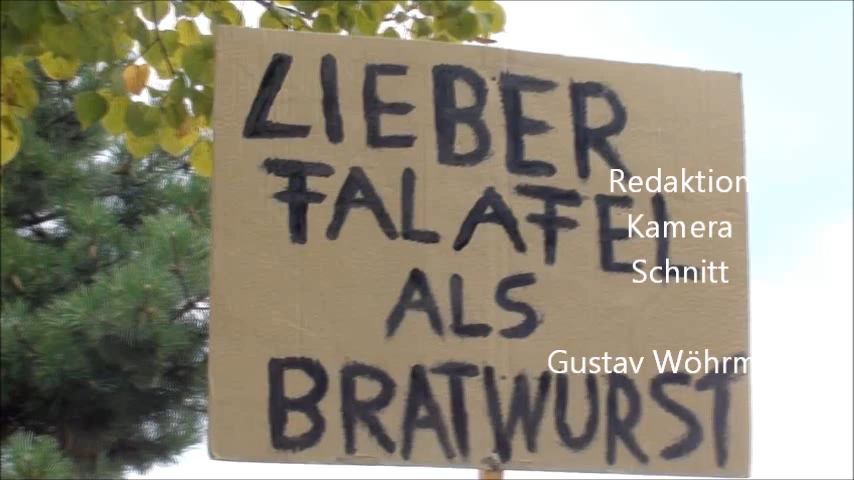 LIEBER
FALAFEL
ALS
BRATWURST
Redaktion
Kamera
Schnitt
Gustav